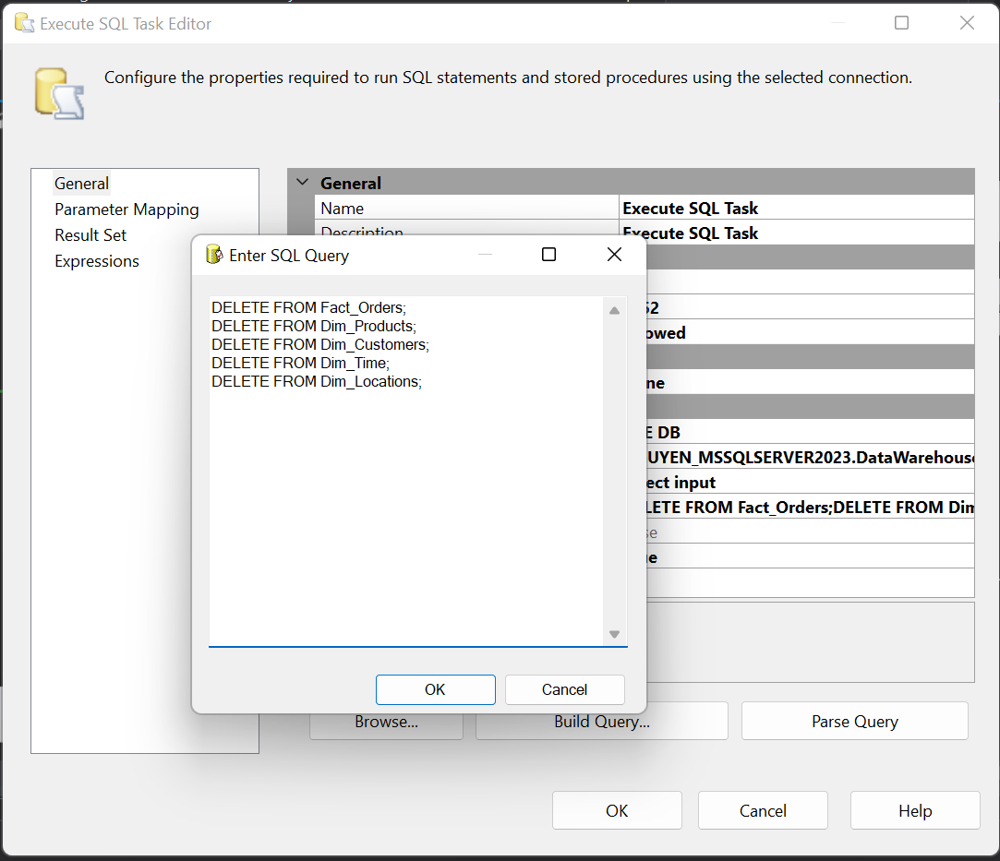 Execute SQL Task Editor
Configure the properties required to run SQL statements and stored procedures using the selected connection.
General
Parameter Mapping
Result Set
Expressions
General
Name
Execute SQL Task
Description
Execute SQL Task
Enter SQL Query
DELETE FROM Fact_Orders;
DELETE FROM Dim_Products;
DELETE FROM Dim_Customers;
DELETE FROM Dim_Time;
DELETE FROM Dim_Locations;
OK
Cancel
52
owed
ne
E DB
UYEN_MSSQLSERVER2023.DataWarehouse
ect input
LETE FROM Fact_Orders;DELETE FROM Dim
se
ue
Browse...
Build Query...
Parse Query
OK
Cancel
Help